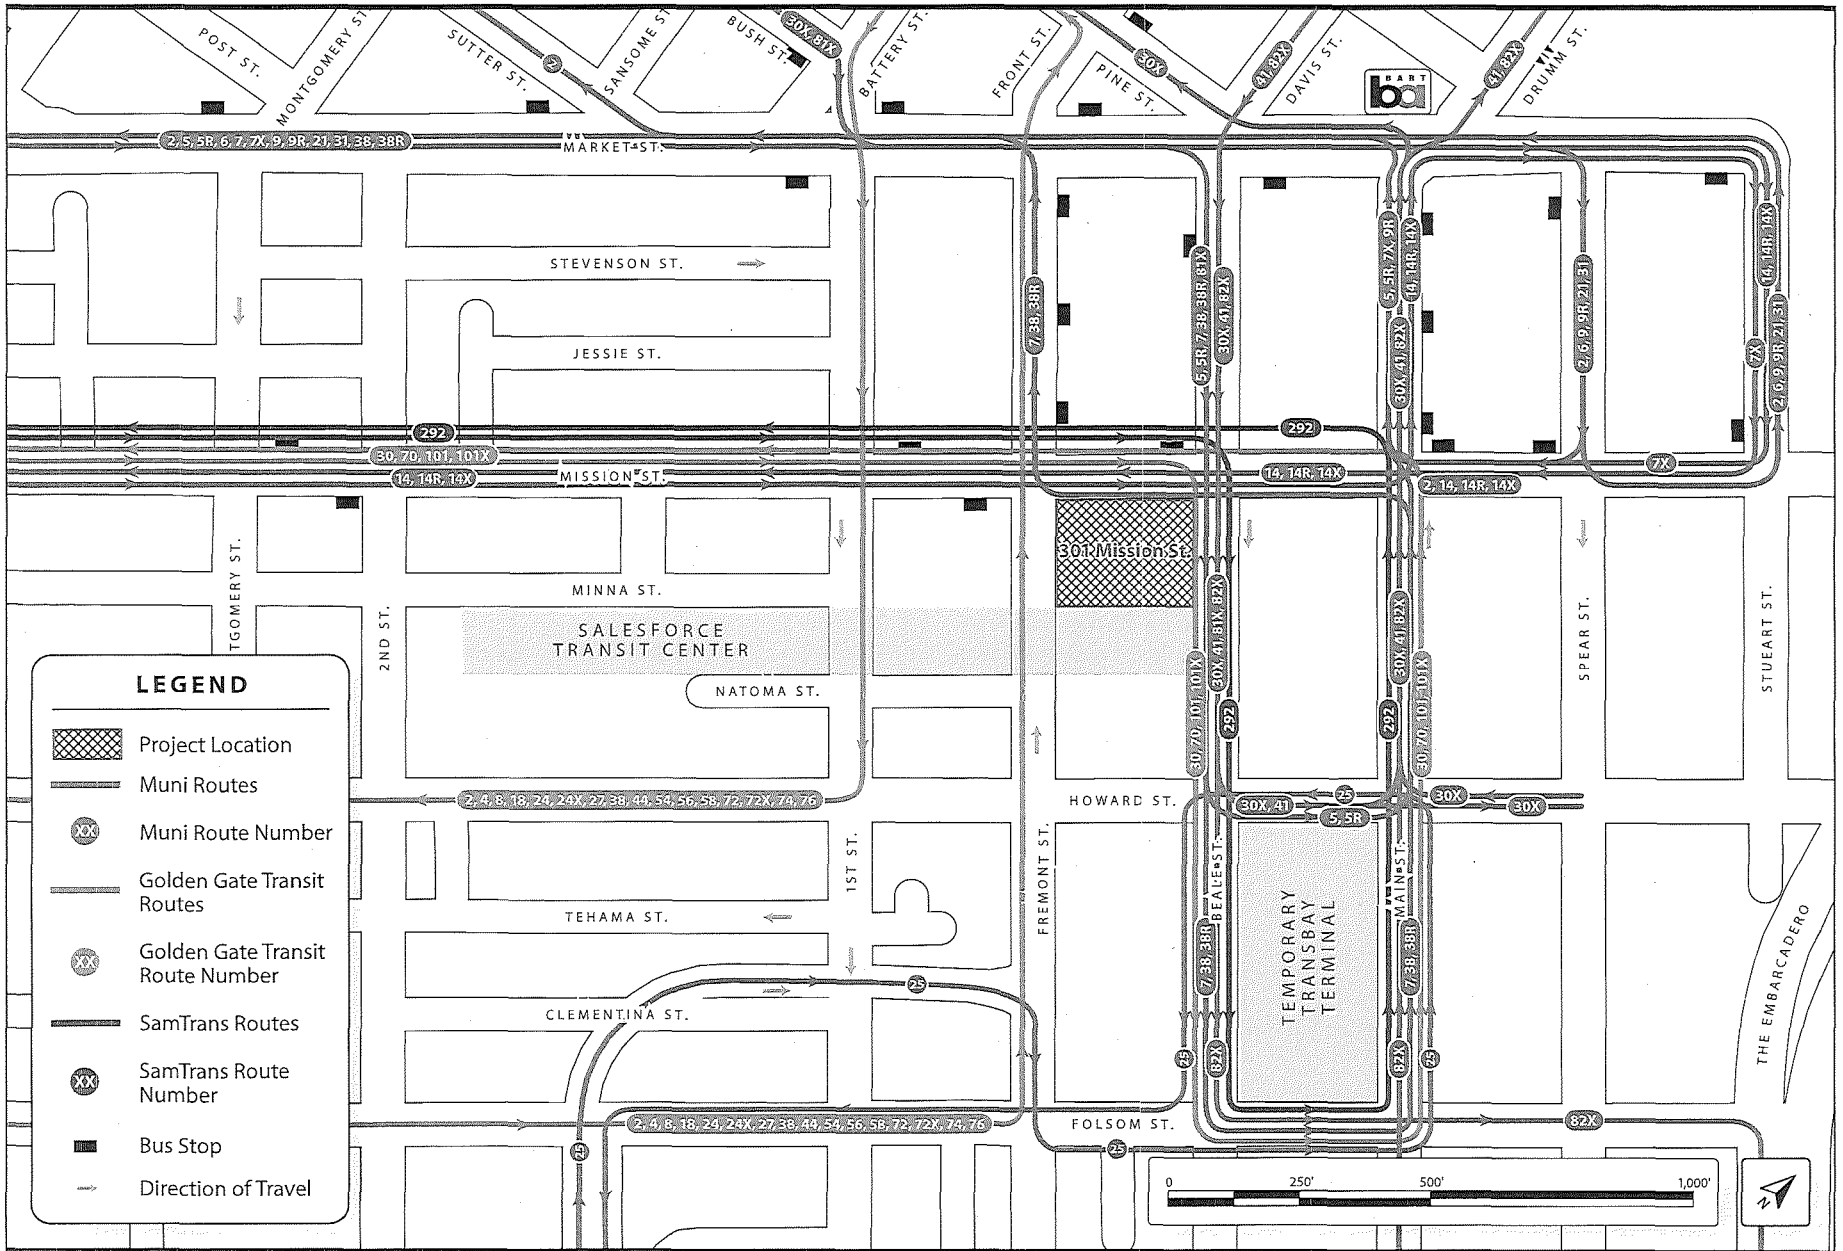 POST ST.
MONTGOMERY ST.
SUTTER ST.
SANSOME ST.
BUSH ST.
30X, 81X
BATTERY ST.
FRONT ST.
PINE ST.
30X
41, 82X
DAVIS ST.
BART
ba
41, 82X
DRUMM ST.
2
2, 5, 5R, 6, 7, 7X, 9, 9R, 21, 31, 38, 38R
MARKET ST.
STEVENSON ST.
JESSIE ST.
7, 38, 38R
5, 5R, 7, 38, 38R, 81X
30X, 41, 82X
5, 5R, 7X, 9R
14, 14R, 14X
30X, 41, 82X
2, 6, 9, 9R, 21, 31
14, 14R, 14X
7X
2, 6, 9, 9R, 21, 31
292
292
30, 70, 101, 101X
14, 14R, 14X
MISSION ST.
14, 14R, 14X
2, 14, 14R, 14X
7X
301 Mission St.
TGOMERY ST.
2ND ST.
MINNA ST.
SALESFORCE
TRANSIT CENTER
NATOMA ST.
30X, 41, 81X, 82X
30, 70, 101, 101X
292
292
30X, 41, 82X
30, 70, 101, 101X
SPEAR ST.
STUEART ST.
2, 4, 8, 18, 24, 24X, 27, 38, 44, 54, 56, 58, 72, 72X, 74, 76
HOWARD ST.
30X, 41
25
5, 5R
30X
30X
1ST ST.
FREMONT ST.
BEALE ST.
MAIN ST.
TEHAMA ST.
TEMPORARY
TRANSBAY
TERMINAL
7, 38, 38R
7, 38, 38R
THE EMBARCADERO
25
CLEMENTINA ST.
25
82X
82X
25
2, 4, 8, 18, 24, 24X, 27, 38, 44, 54, 56, 58, 72, 72X, 74, 76
FOLSOM ST.
82X
25
25
LEGEND
Project Location
Muni Routes
XX
Muni Route Number
Golden Gate Transit
Routes
XX
Golden Gate Transit
Route Number
SamTrans Routes
XX
SamTrans Route
Number
Bus Stop
Direction of Travel
0 250' 500' 1,000'
N